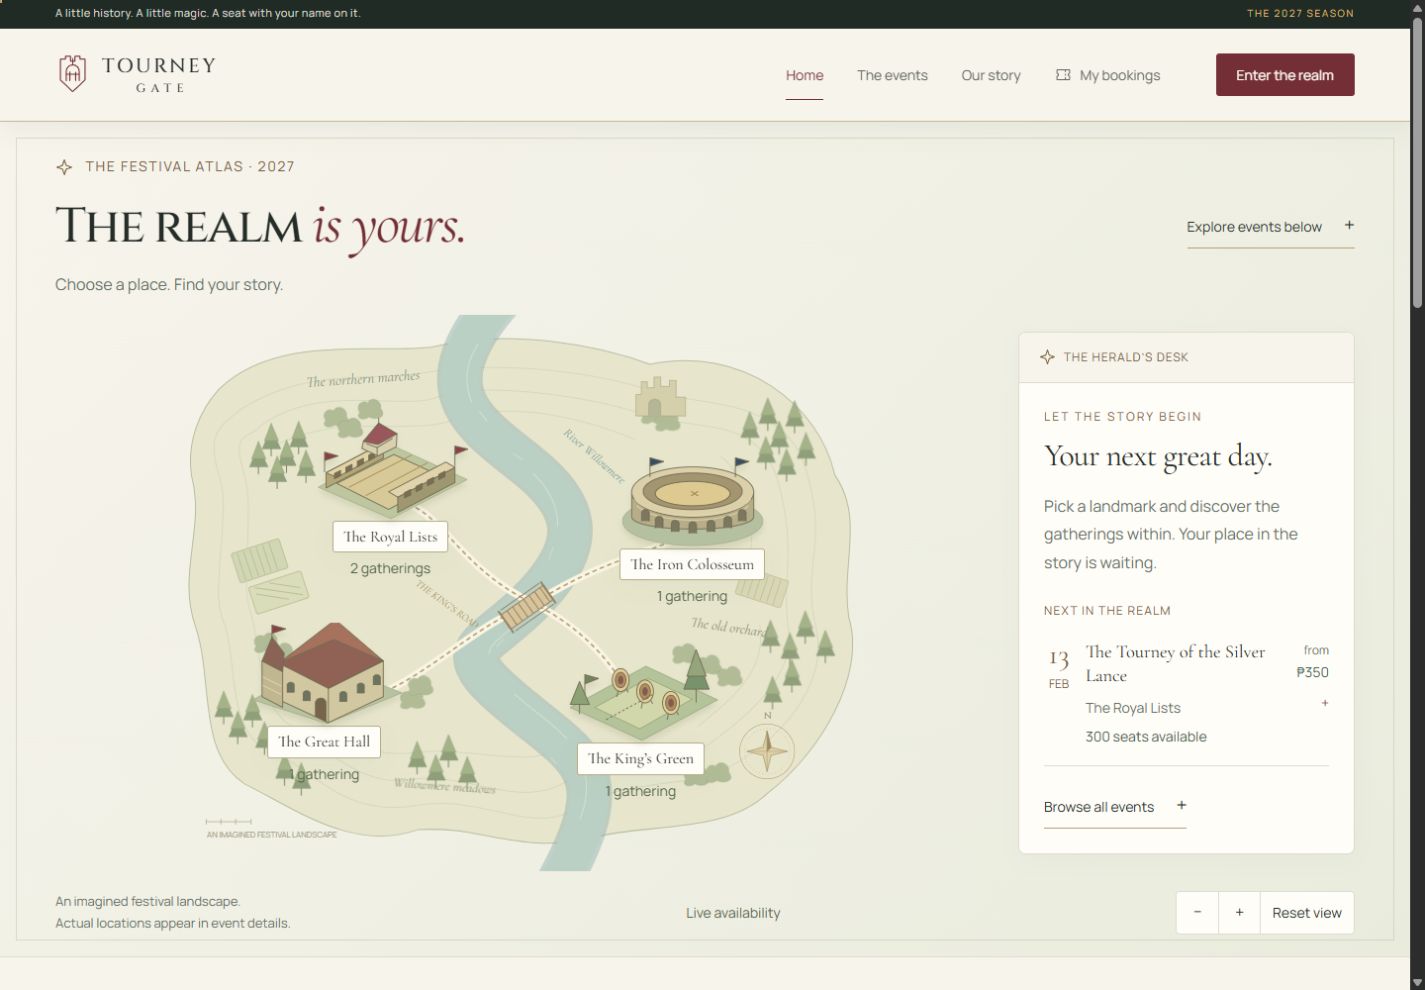 A little history. A little magic. A seat with your name on it.
THE 2027 SEASON
TOURNEY
GATE
Home
The events
Our story
My bookings
Enter the realm
THE FESTIVAL ATLAS · 2027
THE REALM is yours.
Explore events below +
Choose a place. Find your story.
The northern marches
River Willowmere
The Royal Lists
2 gatherings
The Iron Colosseum
1 gathering
THE KING'S ROAD
The old orchard
The Great Hall
1 gathering
Willowmere meadows
The King's Green
1 gathering
N
AN IMAGINED FESTIVAL LANDSCAPE
THE HERALD'S DESK
LET THE STORY BEGIN
Your next great day.
Pick a landmark and discover the
gatherings within. Your place in the
story is waiting.
NEXT IN THE REALM
13
FEB
The Tourney of the Silver
Lance
The Royal Lists
300 seats available
from
₱350
+
Browse all events +
An imagined festival landscape.
Actual locations appear in event details.
Live availability
−
+
Reset view